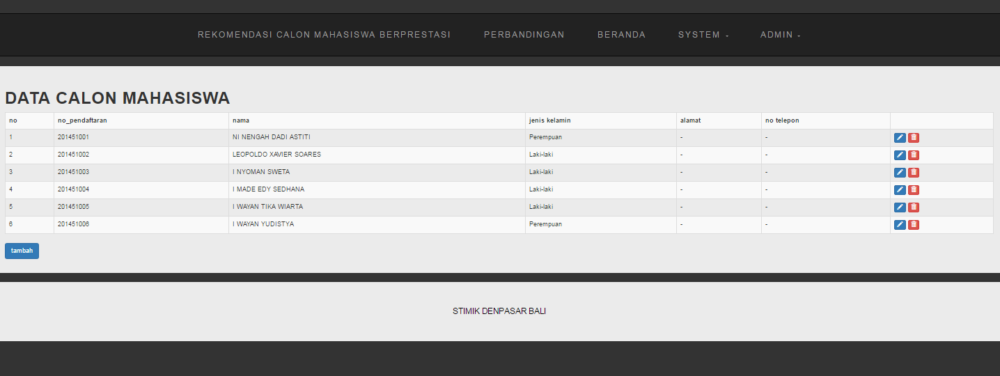 REKOMENDASI CALON MAHASISWA BERPRESTASI PERBANDINGAN BERANDA SYSTEM ADMIN
DATA CALON MAHASISWA
no no_pendaftaran nama jenis kelamin alamat no telepon
1 201451001 NI NENGAH DADI ASTITI Perempuan - -
2 201451002 LEOPOLDO XAVIER SOARES Laki-laki - -
3 201451003 I NYOMAN SWETA Laki-laki - -
4 201451004 I MADE EDY SEDHANA Laki-laki - -
5 201451005 I WAYAN TIKA WIARTA Laki-laki - -
6 201451006 I WAYAN YUDISTYA Perempuan - -
tambah
STIMIK DENPASAR BALI